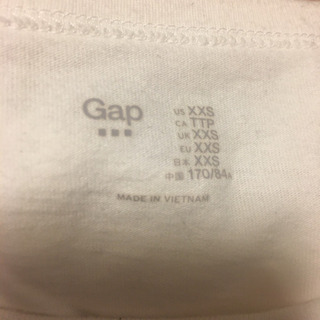 Gap
US XXS
CA TTP
UK XXS
EU XXS
日本 XXS
中国 170/84A
MADE IN VIETNAM